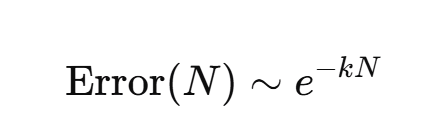 Error(N) ∼ e^{-kN}